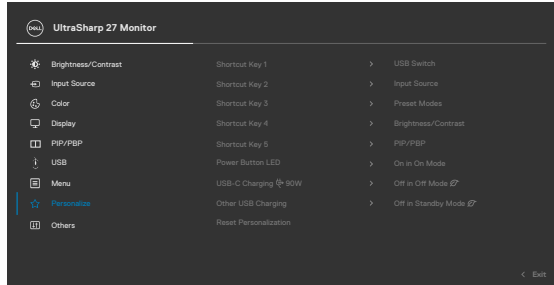 DELL UltraSharp 27 Monitor
Brightness/Contrast Shortcut Key 1 > USB Switch
Input Source Shortcut Key 2 > Input Source
Color Shortcut Key 3 > Preset Modes
Display Shortcut Key 4 > Brightness/Contrast
PIP/PBP Shortcut Key 5 > PIP/PBP
USB Power Button LED > On in On Mode
Menu USB-C Charging 90W > Off in Off Mode
Personalize Other USB Charging > Off in Standby Mode
Others Reset Personalization
< Exit